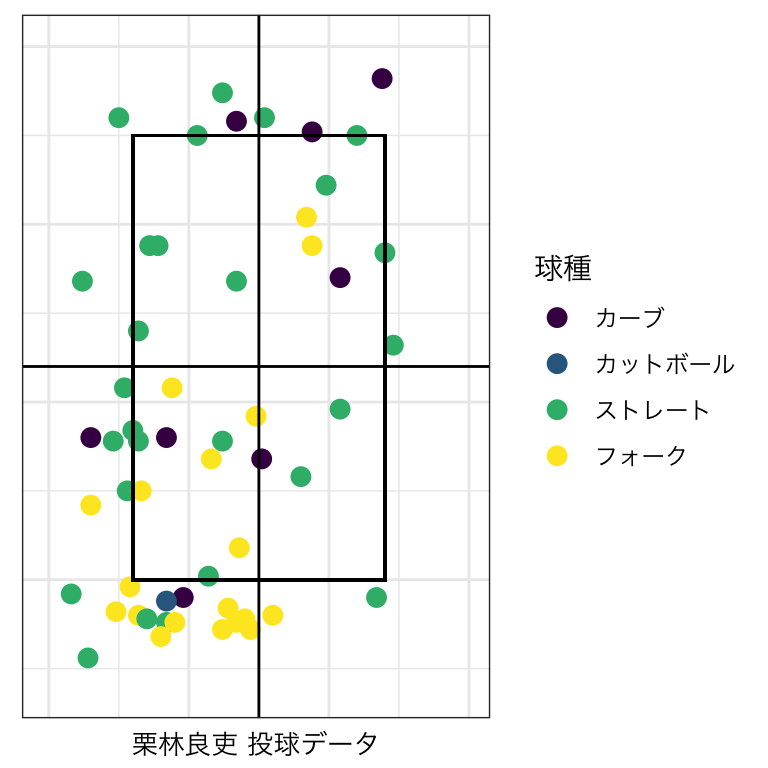 球種
カーブ
カットボール
ストレート
フォーク
栗林良吏 投球データ